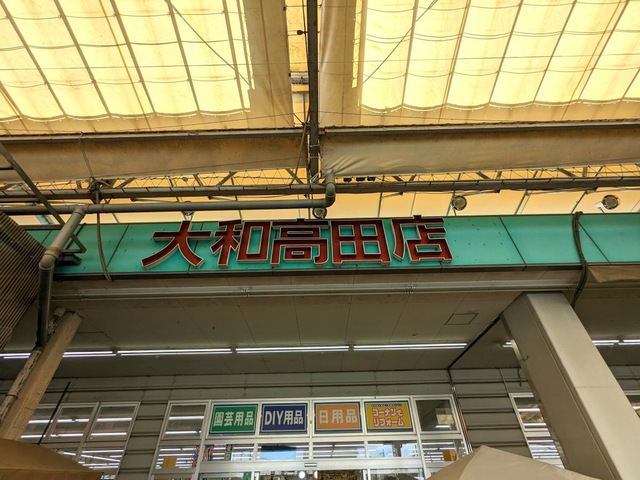 大和高田店
園芸用品
DIY用品
日用品
コーナンで
リフォーム